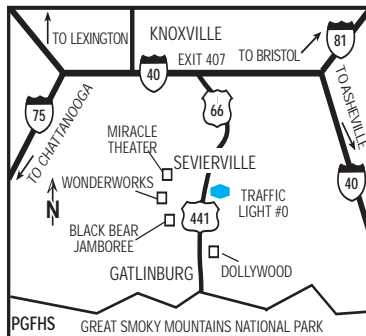 KNOXVILLE
TO LEXINGTON
EXIT 407
TO BRISTOL
81
40
75
TO CHATTANOOGA
66
TO ASHEVILLE
40
MIRACLE
THEATER
SEVIERVILLE
WONDERWORKS
N
TRAFFIC
LIGHT #0
441
BLACK BEAR
JAMBOREE
DOLLYWOOD
GATLINBURG
PGFHS
GREAT SMOKY MOUNTAINS NATIONAL PARK